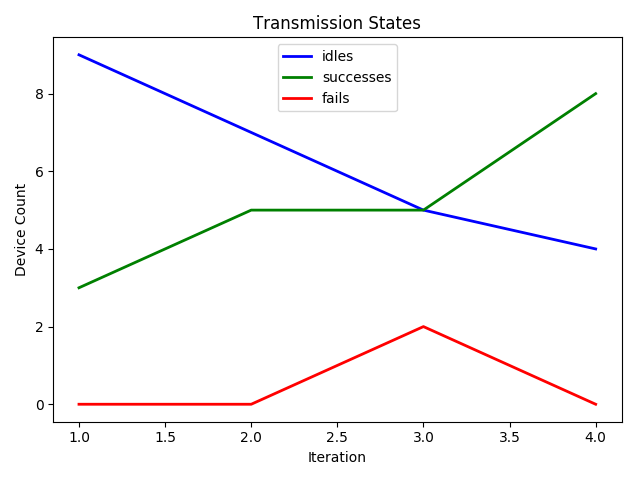 Transmission States
idles
successes
fails
Device Count
8
6
4
2
0
1.0 1.5 2.0 2.5 3.0 3.5 4.0
Iteration